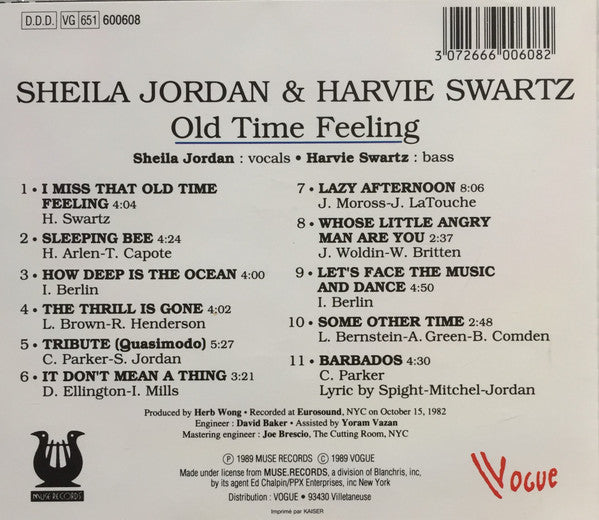 D.D.D. VG 651 600608
3 072666 006082
SHEILA JORDAN & HARVIE SWARTZ
Old Time Feeling
Sheila Jordan : vocals • Harvie Swartz : bass
1 • I MISS THAT OLD TIME
FEELING 4:04
H. Swartz
2 • SLEEPING BEE 4:24
H. Arlen-T. Capote
3 • HOW DEEP IS THE OCEAN 4:00
I. Berlin
4 • THE THRILL IS GONE 4:02
L. Brown-R. Henderson
5 • TRIBUTE (Quasimodo) 5:27
C. Parker-S. Jordan
6 • IT DON'T MEAN A THING 3:21
D. Ellington-I. Mills
7 • LAZY AFTERNOON 8:06
J. Moross-J. LaTouche
8 • WHOSE LITTLE ANGRY
MAN ARE YOU 2:37
J. Woldin-W. Britten
9 • LET'S FACE THE MUSIC
AND DANCE 4:50
I. Berlin
10 • SOME OTHER TIME 2:48
L. Bernstein-A. Green-B. Comden
11 • BARBADOS 4:30
C. Parker
Lyric by Spight-Mitchel-Jordan
Produced by Herb Wong • Recorded at Eurosound, NYC on October 15, 1982
Engineer : David Baker • Assisted by Yoram Vazan
Mastering engineer : Joe Brescio, The Cutting Room, NYC
MUSE RECORDS
℗ 1989 MUSE RECORDS © 1989 VOGUE
Made under license from MUSE.RECORDS, a division of Blanchris, inc,
by its agent Ed Chalpin/PPX Enterprises, inc New York
Distribution : VOGUE • 93430 Villetaneuse
Imprimé par KAISER
VOGUE